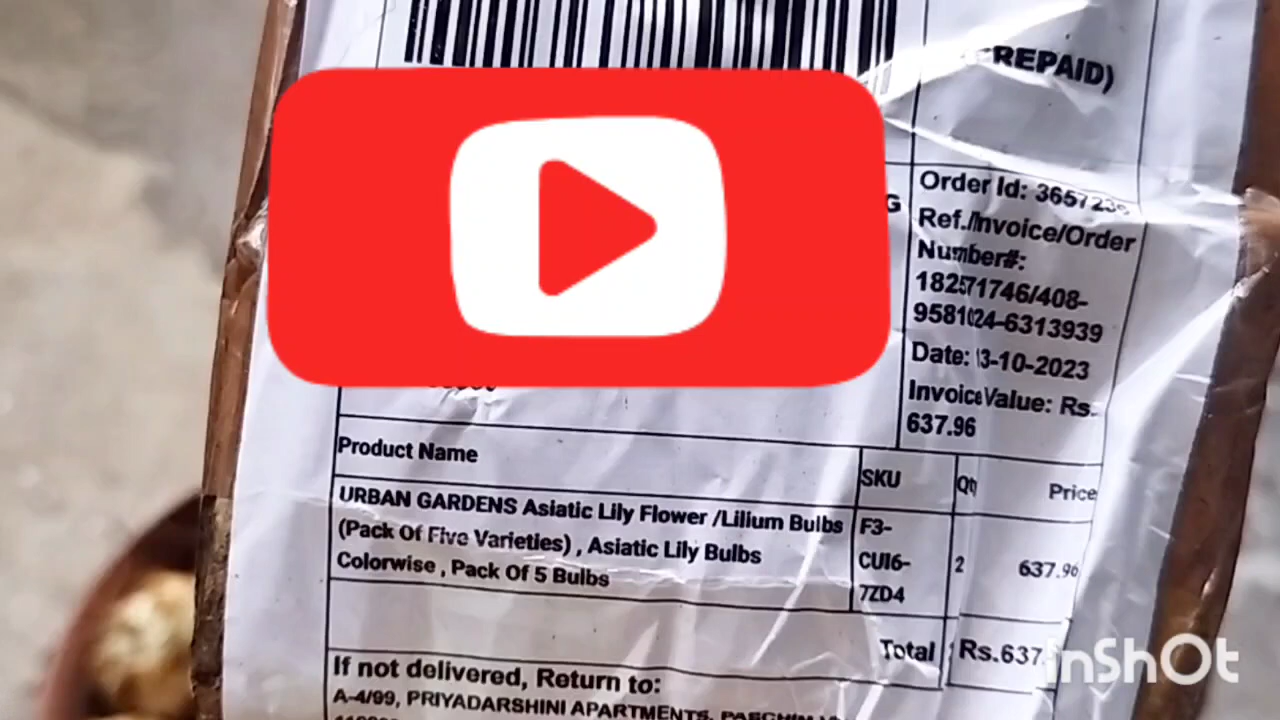 (PREPAID)
G
Order Id:
Ref./Invoice/Order
Number#:
182571746/408-
9581024-6313939
Date: 3-10-2023
Invoice Value: Rs.
637.96
Product Name
SKU
Qty
Price
URBAN GARDENS Asiatic Lily Flower /Lilium Bulbs
(Pack Of Five Varieties) , Asiatic Lily Bulbs
Colorwise , Pack Of 5 Bulbs
F3-
CUI6-
7ZD4
2
637.96
Total
Rs.637
If not delivered, Return to:
A-4/99, PRIYADARSHINI APARTMENTS,
InShOt